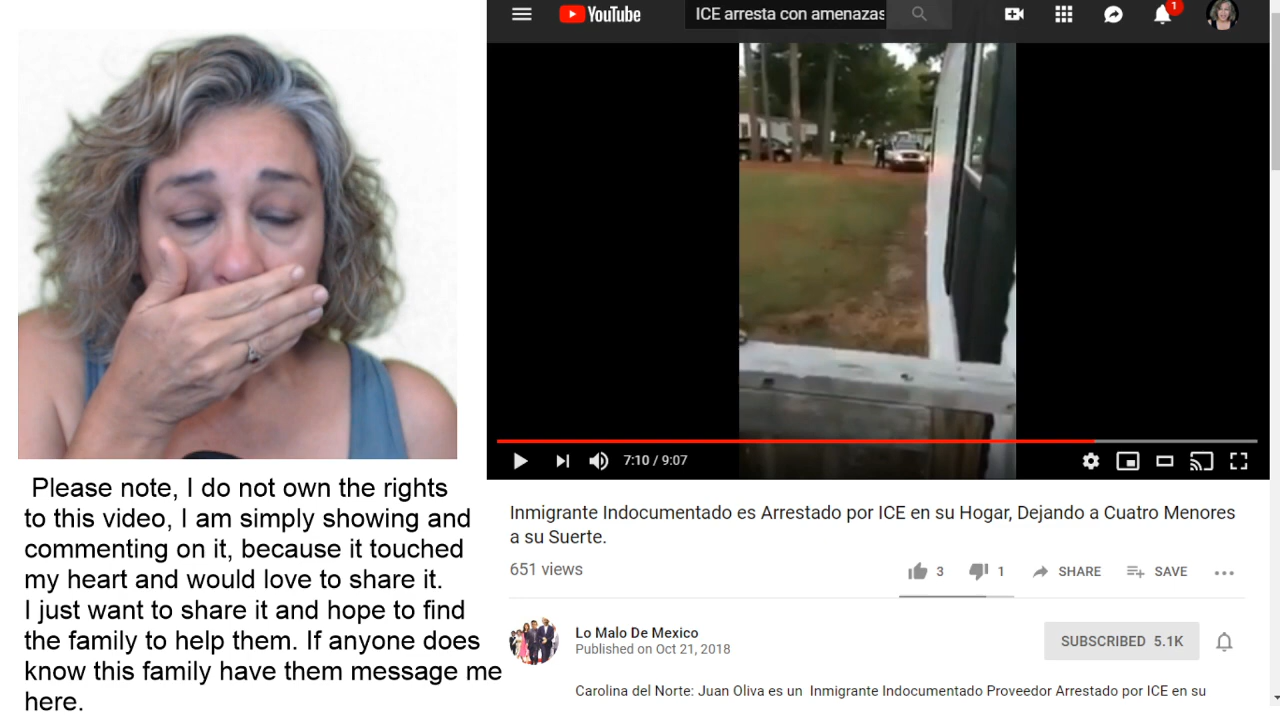 YouTube
ICE arresta con amenazas
1
7:10 / 9:07
Please note, I do not own the rights
to this video, I am simply showing and
commenting on it, because it touched
my heart and would love to share it.
I just want to share it and hope to find
the family to help them. If anyone does
know this family have them message me
here.
Inmigrante Indocumentado es Arrestado por ICE en su Hogar, Dejando a Cuatro Menores
a su Suerte.
651 views
3
1
SHARE
SAVE
Lo Malo De Mexico
Published on Oct 21, 2018
SUBSCRIBED 5.1K
Carolina del Norte: Juan Oliva es un Inmigrante Indocumentado Proveedor Arrestado por ICE en su